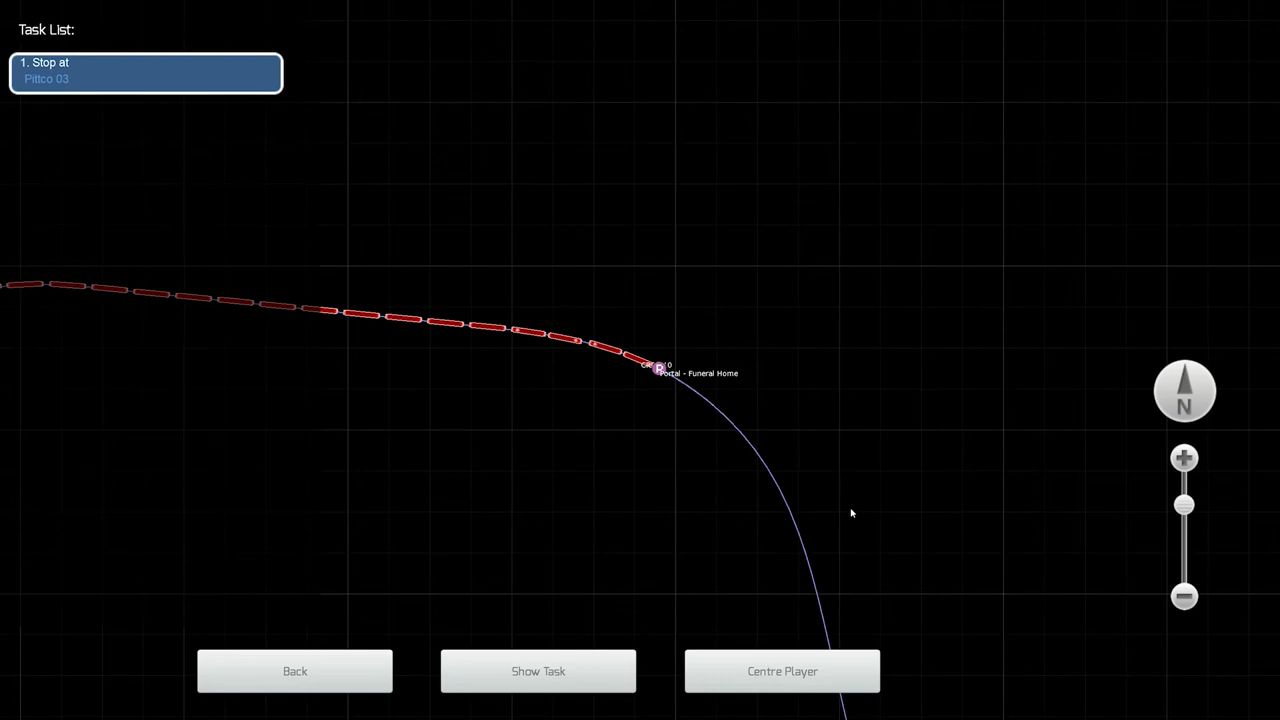 Task List:
1. Stop at
Pittco 03
Portal - Funeral Home
N
Back
Show Task
Centre Player